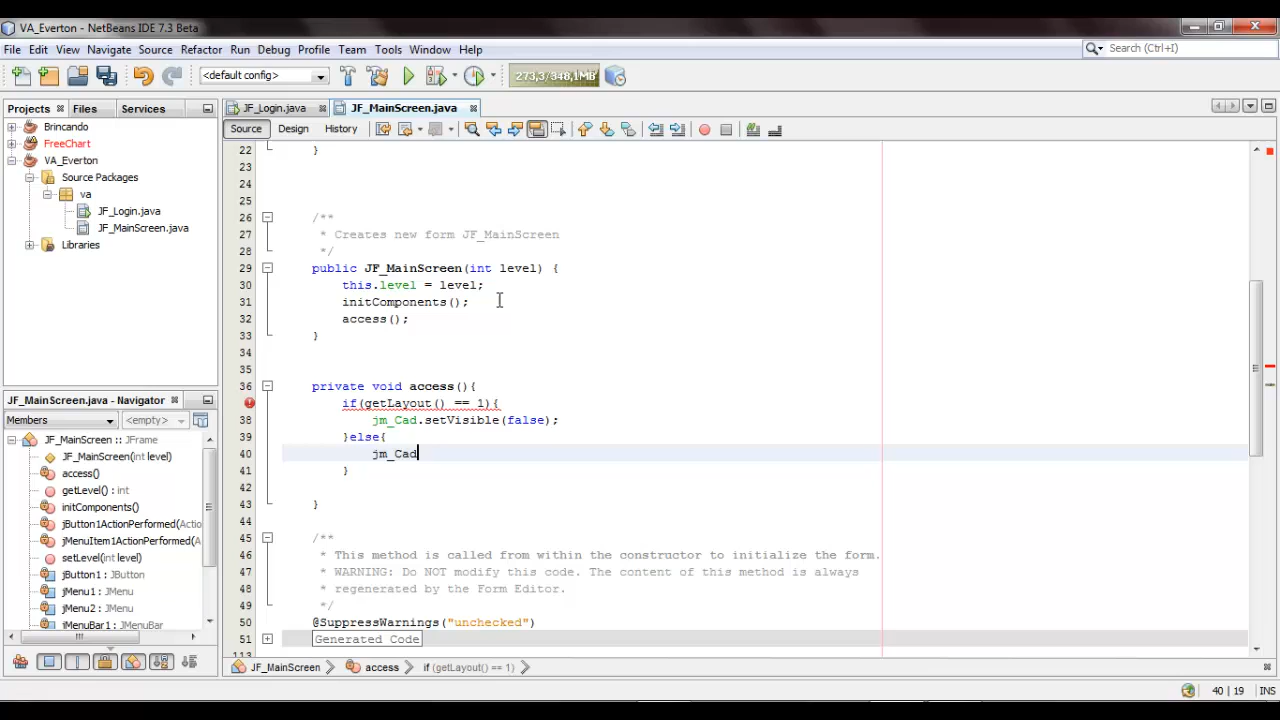 VA_Everton - NetBeans IDE 7.3 Beta
File Edit View Navigate Source Refactor Run Debug Profile Team Tools Window Help
Search (Ctrl+I)
<default config>
273,3/348,1MB
Projects Files Services
JF_Login.java JF_MainScreen.java
Brincando
FreeChart
VA_Everton
Source Packages
va
JF_Login.java
JF_MainScreen.java
Libraries
Source Design History
22 }
23
24
25
26 /**
27 * Creates new form JF_MainScreen
28 */
29 public JF_MainScreen(int level) {
30 this.level = level;
31 initComponents();
32 access();
33 }
34
35
36 private void access(){
if(getLayout() == 1){
38 jm_Cad.setVisible(false);
39 }else{
40 jm_Cad
41 }
42
43 }
44
45 /**
46 * This method is called from within the constructor to initialize the form.
47 * WARNING: Do NOT modify this code. The content of this method is always
48 * regenerated by the Form Editor.
49 */
50 @SuppressWarnings("unchecked")
51 Generated Code
113
JF_MainScreen.java - Navigator
Members <empty>
JF_MainScreen :: JFrame
JF_MainScreen(int level)
access()
getLevel() : int
initComponents()
jButton1ActionPerformed(Actio
jMenuItem1ActionPerformed(A
setLevel(int level)
jButton1 : JButton
jMenu1 : JMenu
jMenu2 : JMenu
jMenuBar1 : JMenuBar
JF_MainScreen access if (getLayout() == 1)
40 | 19 INS